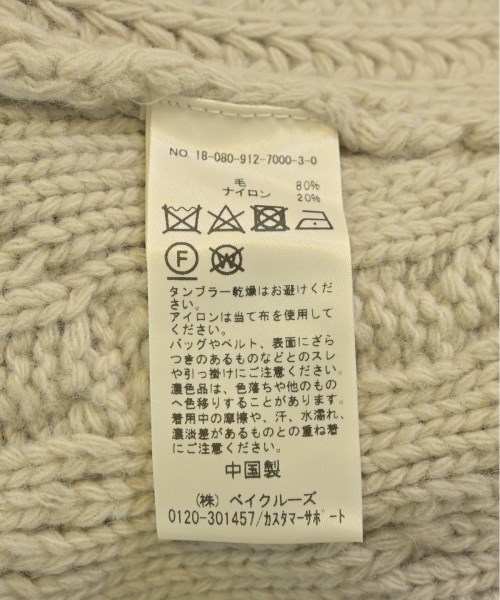 NO. 18-080-912-7000-3-0
毛 80%
ナイロン 20%
F W
タンブラー乾燥はお避けくだ
さい。
アイロンは当て布を使用して
ください。
バッグやベルト、表面にざら
つきのあるものなどとのスレ
や引っ掛けにご注意ください。
濃色品は、色落ちや他のもの
へ色移りすることがあります。
着用中の摩擦や、汗、水濡れ、
濃淡差があるものとの重ね着
にご注意ください。
中国製
(株) ベイクルーズ
0120-301457/カスタマーサポート